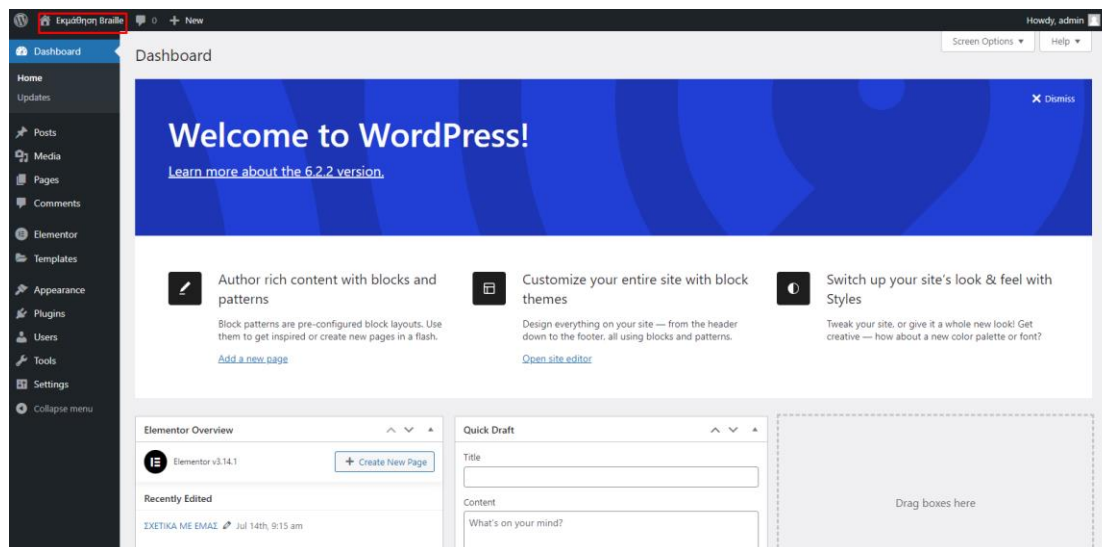 Εκμάθηση Braille 0 + New Howdy, admin
Dashboard
Home
Updates
Posts
Media
Pages
Comments
Elementor
Templates
Appearance
Plugins
Users
Tools
Settings
Collapse menu
Screen Options ▼ Help ▼
Dashboard
Dismiss
Welcome to WordPress!
Learn more about the 6.2.2 version.
Author rich content with blocks and
patterns
Block patterns are pre-configured block layouts. Use
them to get inspired or create new pages in a flash.
Add a new page
Customize your entire site with block
themes
Design everything on your site — from the header
down to the footer, all using blocks and patterns.
Open site editor
Switch up your site's look & feel with
Styles
Tweak your site, or give it a whole new look! Get
creative — how about a new color palette or font?
Elementor Overview
Elementor v3.14.1
+ Create New Page
Recently Edited
ΣΧΕΤΙΚΑ ΜΕ ΕΜΑΣ Jul 14th, 9:15 am
Quick Draft
Title
Content
What's on your mind?
Drag boxes here